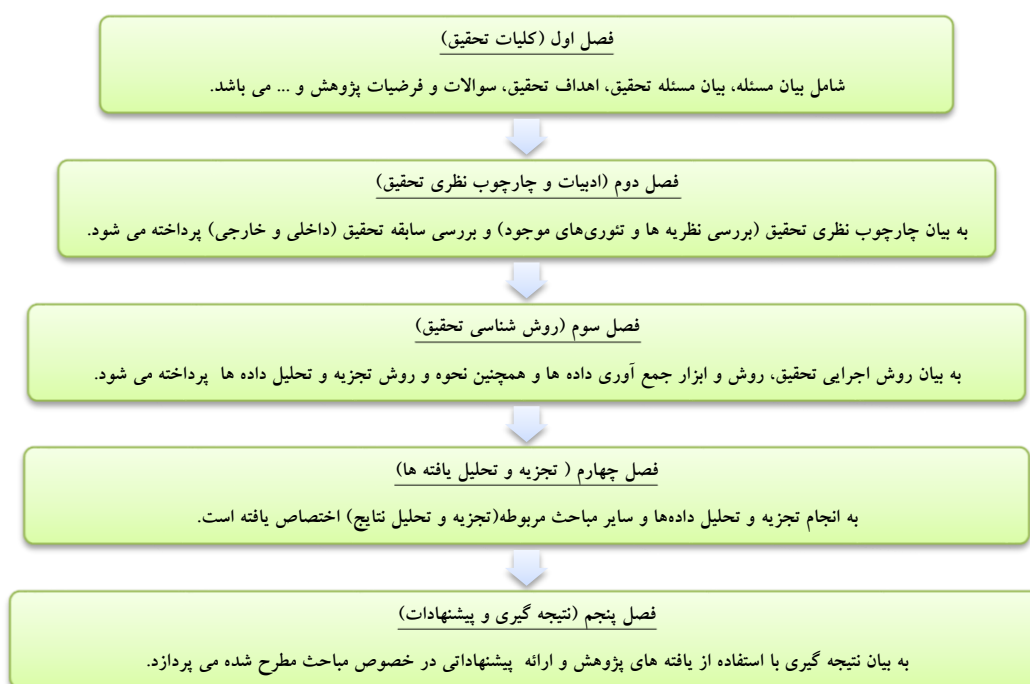 فصل اول (کلیات تحقیق)
شامل بیان مسئله، بیان مسئله تحقیق، اهداف تحقیق، سوالات و فرضیات پژوهش و ... می باشد.
فصل دوم (ادبیات و چارچوب نظری تحقیق)
به بیان چارچوب نظری تحقیق (بررسی نظریه ها و تئوری‌های موجود) و بررسی سابقه تحقیق (داخلی و خارجی) پرداخته می شود.
فصل سوم (روش شناسی تحقیق)
به بیان روش اجرایی تحقیق، روش و ابزار جمع آوری داده ها و همچنین نحوه و روش تجزیه و تحلیل داده ها پرداخته می شود.
فصل چهارم ( تجزیه و تحلیل یافته ها)
به انجام تجزیه و تحلیل داده‌ها و سایر مباحث مربوطه(تجزیه و تحلیل نتایج) اختصاص یافته است.
فصل پنجم (نتیجه گیری و پیشنهادات)
به بیان نتیجه گیری با استفاده از یافته های پژوهش و ارائه پیشنهاداتی در خصوص مباحث مطرح شده می پردازد.